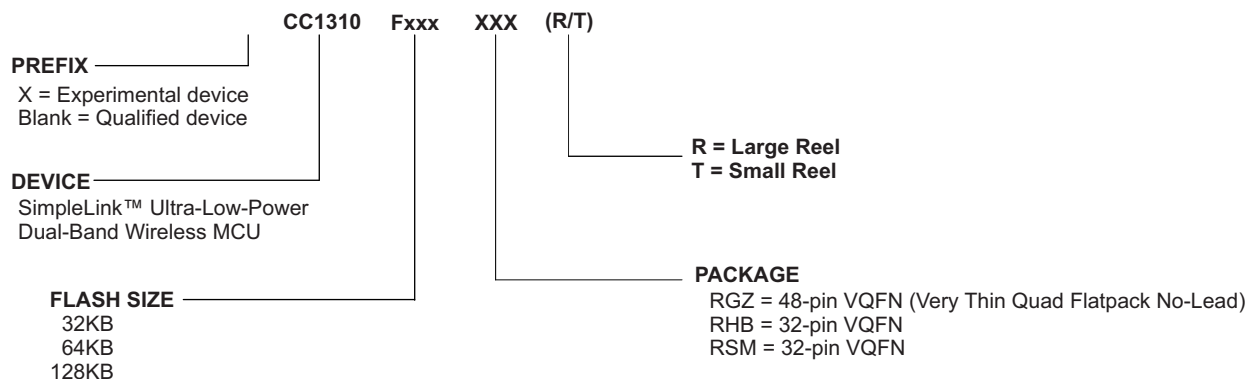 CC1310 Fxxx XXX (R/T)
PREFIX
X = Experimental device
Blank = Qualified device
R = Large Reel
T = Small Reel
DEVICE
SimpleLink™ Ultra-Low-Power
Dual-Band Wireless MCU
PACKAGE
RGZ = 48-pin VQFN (Very Thin Quad Flatpack No-Lead)
RHB = 32-pin VQFN
RSM = 32-pin VQFN
FLASH SIZE
32KB
64KB
128KB